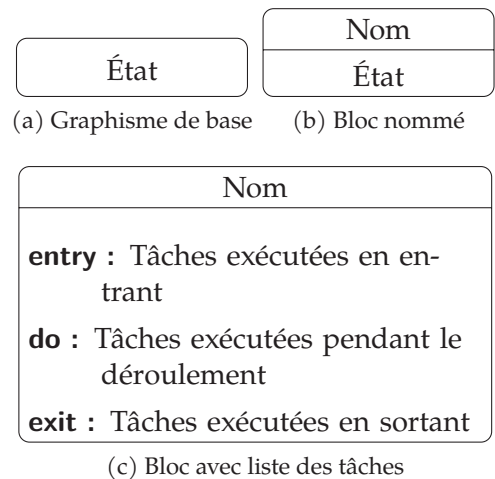 État
Nom
État
(a) Graphisme de base
(b) Bloc nommé
Nom
entry : Tâches exécutées en en-
trant
do : Tâches exécutées pendant le
déroulement
exit : Tâches exécutées en sortant
(c) Bloc avec liste des tâches